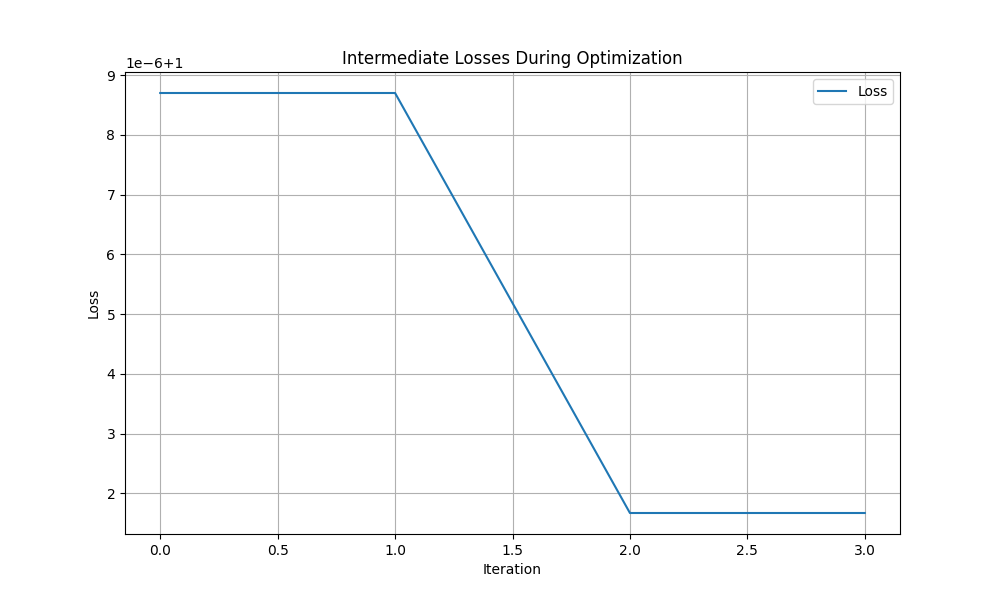 Intermediate Losses During Optimization
1e−6+1
9
8
7
6
5
4
3
2
Loss
Loss
0.0 0.5 1.0 1.5 2.0 2.5 3.0
Iteration